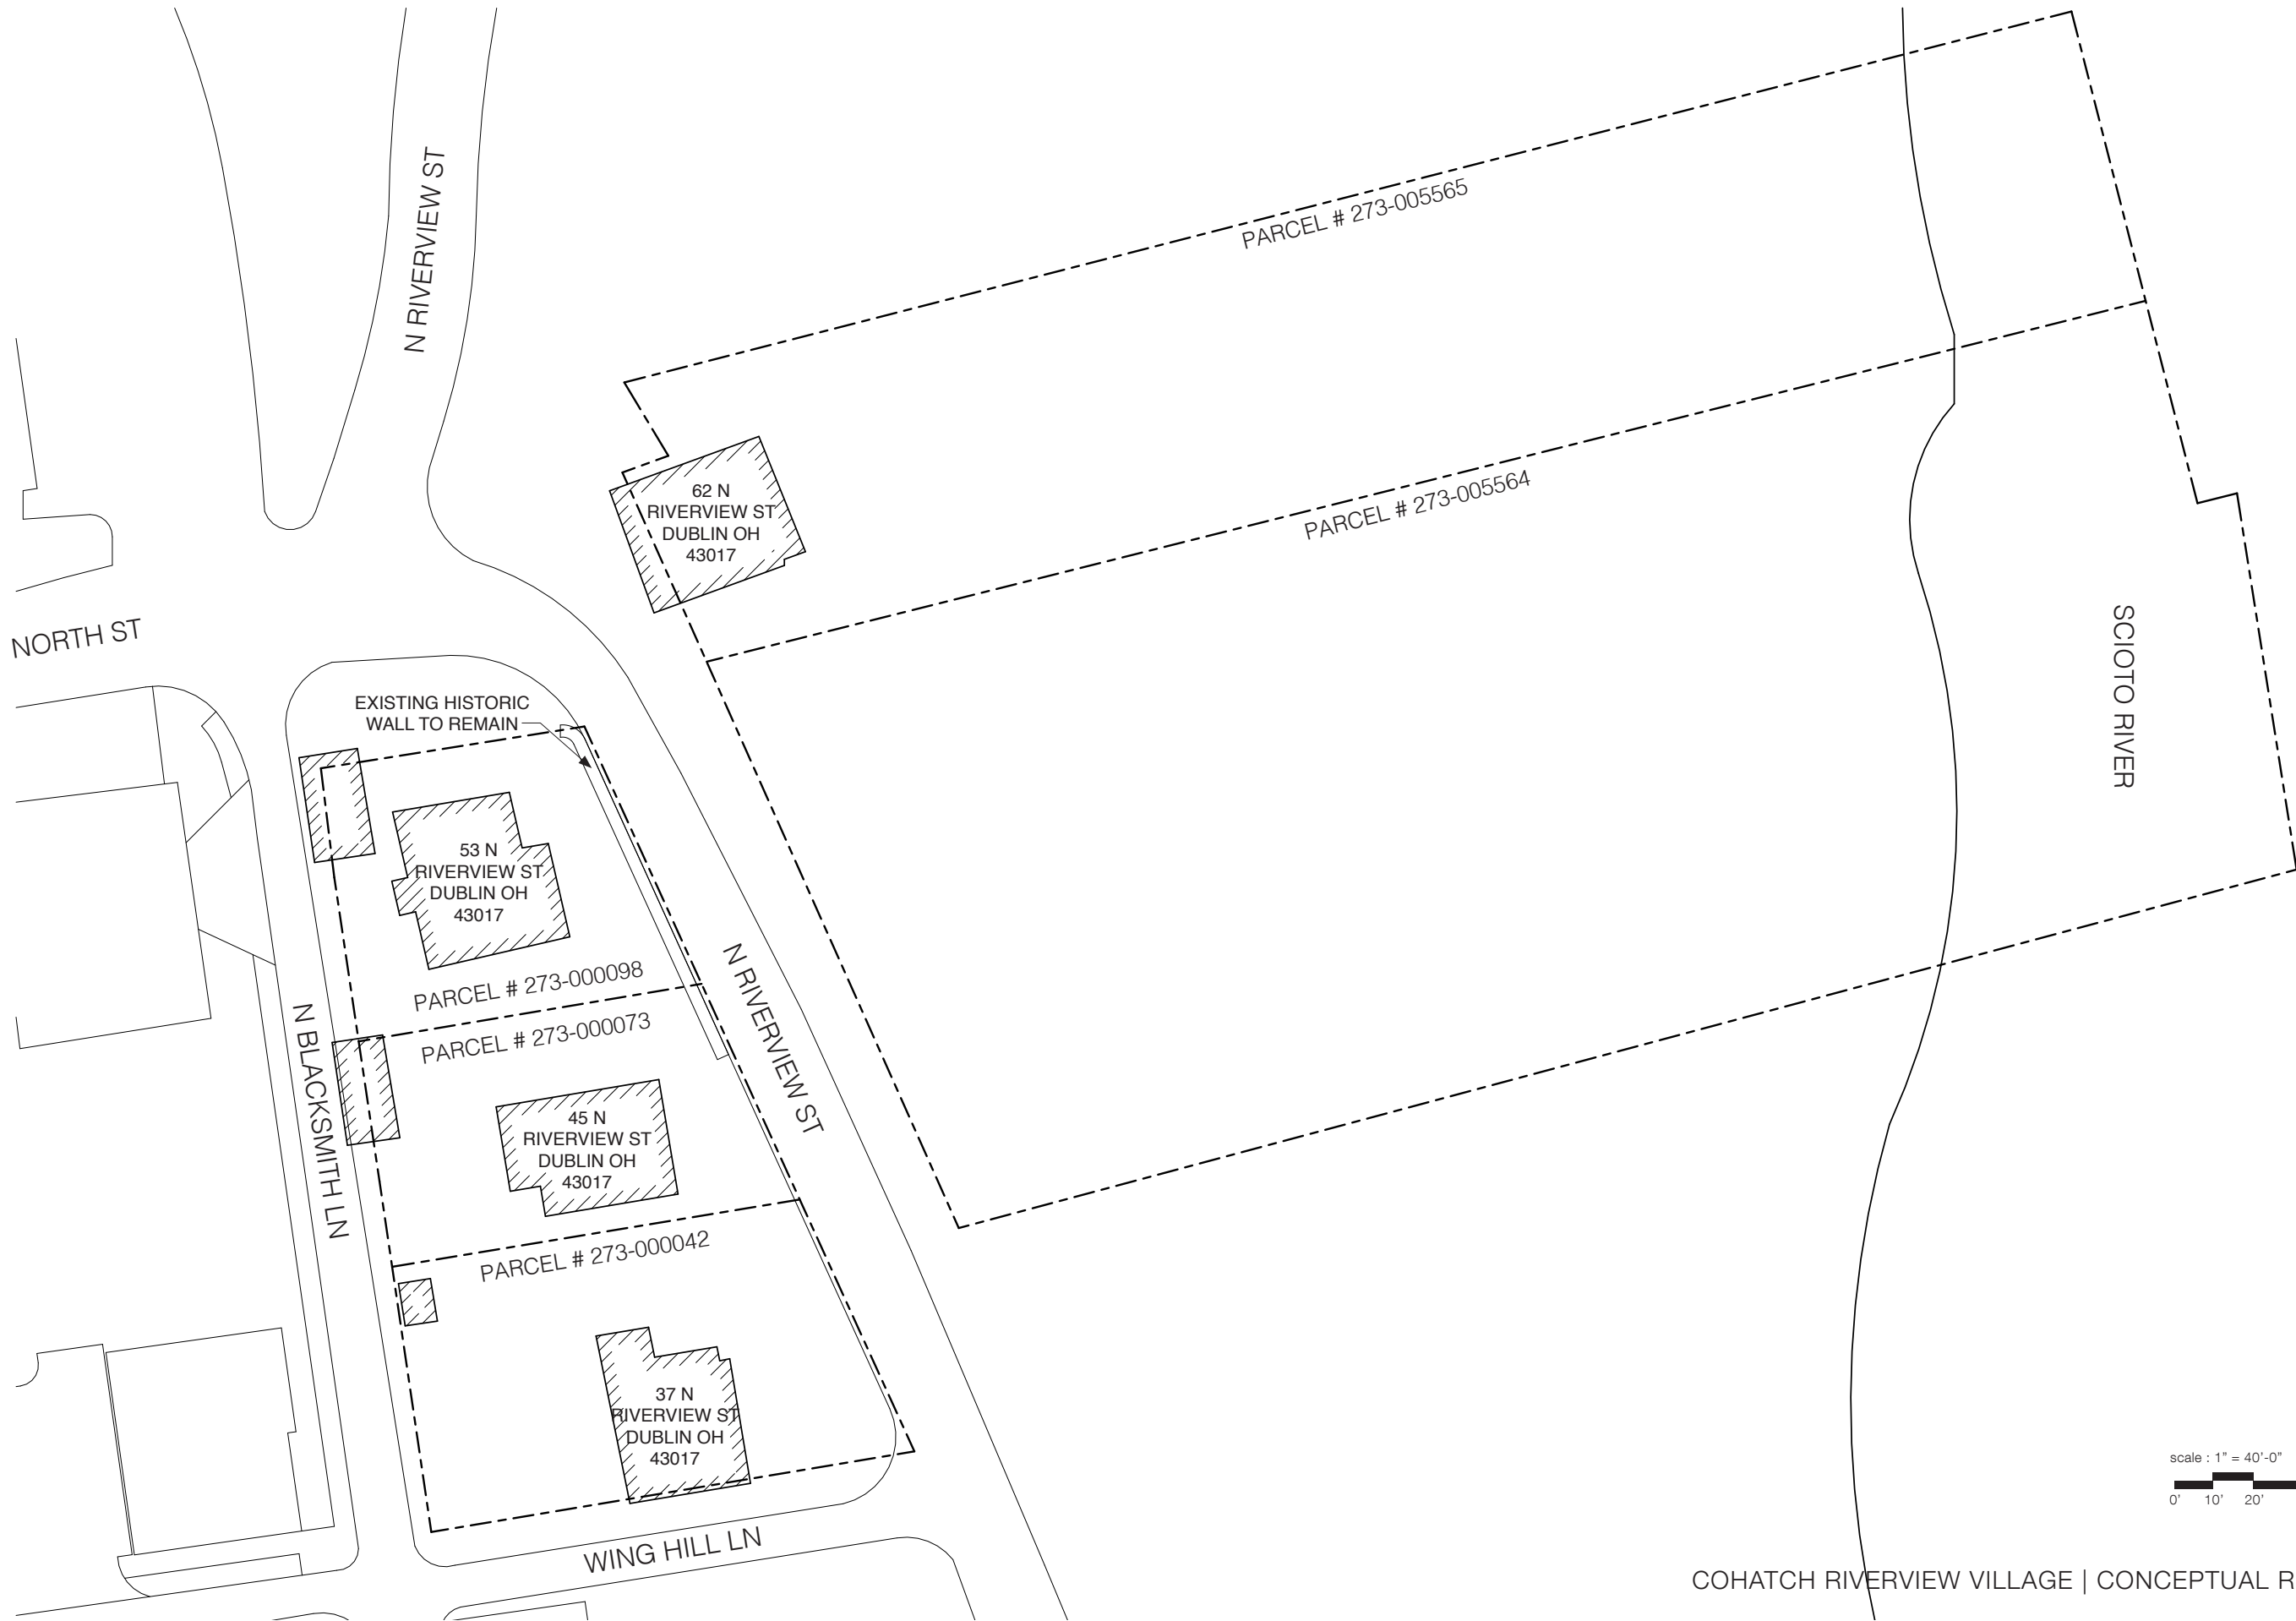 N RIVERVIEW ST
PARCEL # 273-005565
62 N
RIVERVIEW ST
DUBLIN OH
43017
PARCEL # 273-005564
NORTH ST
SCIOTO RIVER
EXISTING HISTORIC
WALL TO REMAIN
53 N
RIVERVIEW ST
DUBLIN OH
43017
PARCEL # 273-000098
N RIVERVIEW ST
PARCEL # 273-000073
N BLACKSMITH LN
45 N
RIVERVIEW ST
DUBLIN OH
43017
PARCEL # 273-000042
37 N
RIVERVIEW ST
DUBLIN OH
43017
scale : 1" = 40'-0"
0' 10' 20'
WING HILL LN
COHATCH RIVERVIEW VILLAGE | CONCEPTUAL R